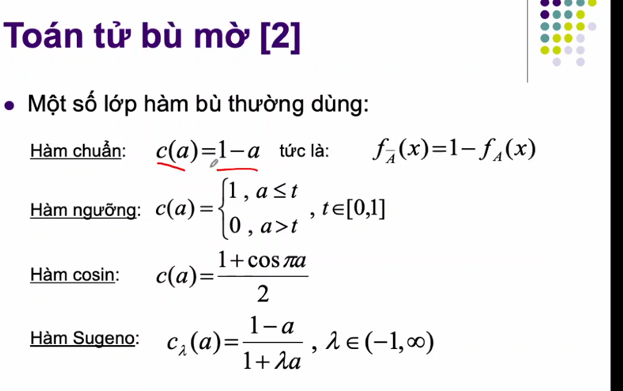 Toán tử bù mờ [2]
• Một số lớp hàm bù thường dùng:
Hàm chuẩn: c(a)=1−a tức là: f_Ā(x)=1−f_A(x)
Hàm ngưỡng: c(a)={1 , a≤t; 0 , a>t , t∈[0,1]
Hàm cosin: c(a)=(1+cos πa)/2
Hàm Sugeno: c_λ(a)=(1−a)/(1+λa) , λ∈(−1,∞)